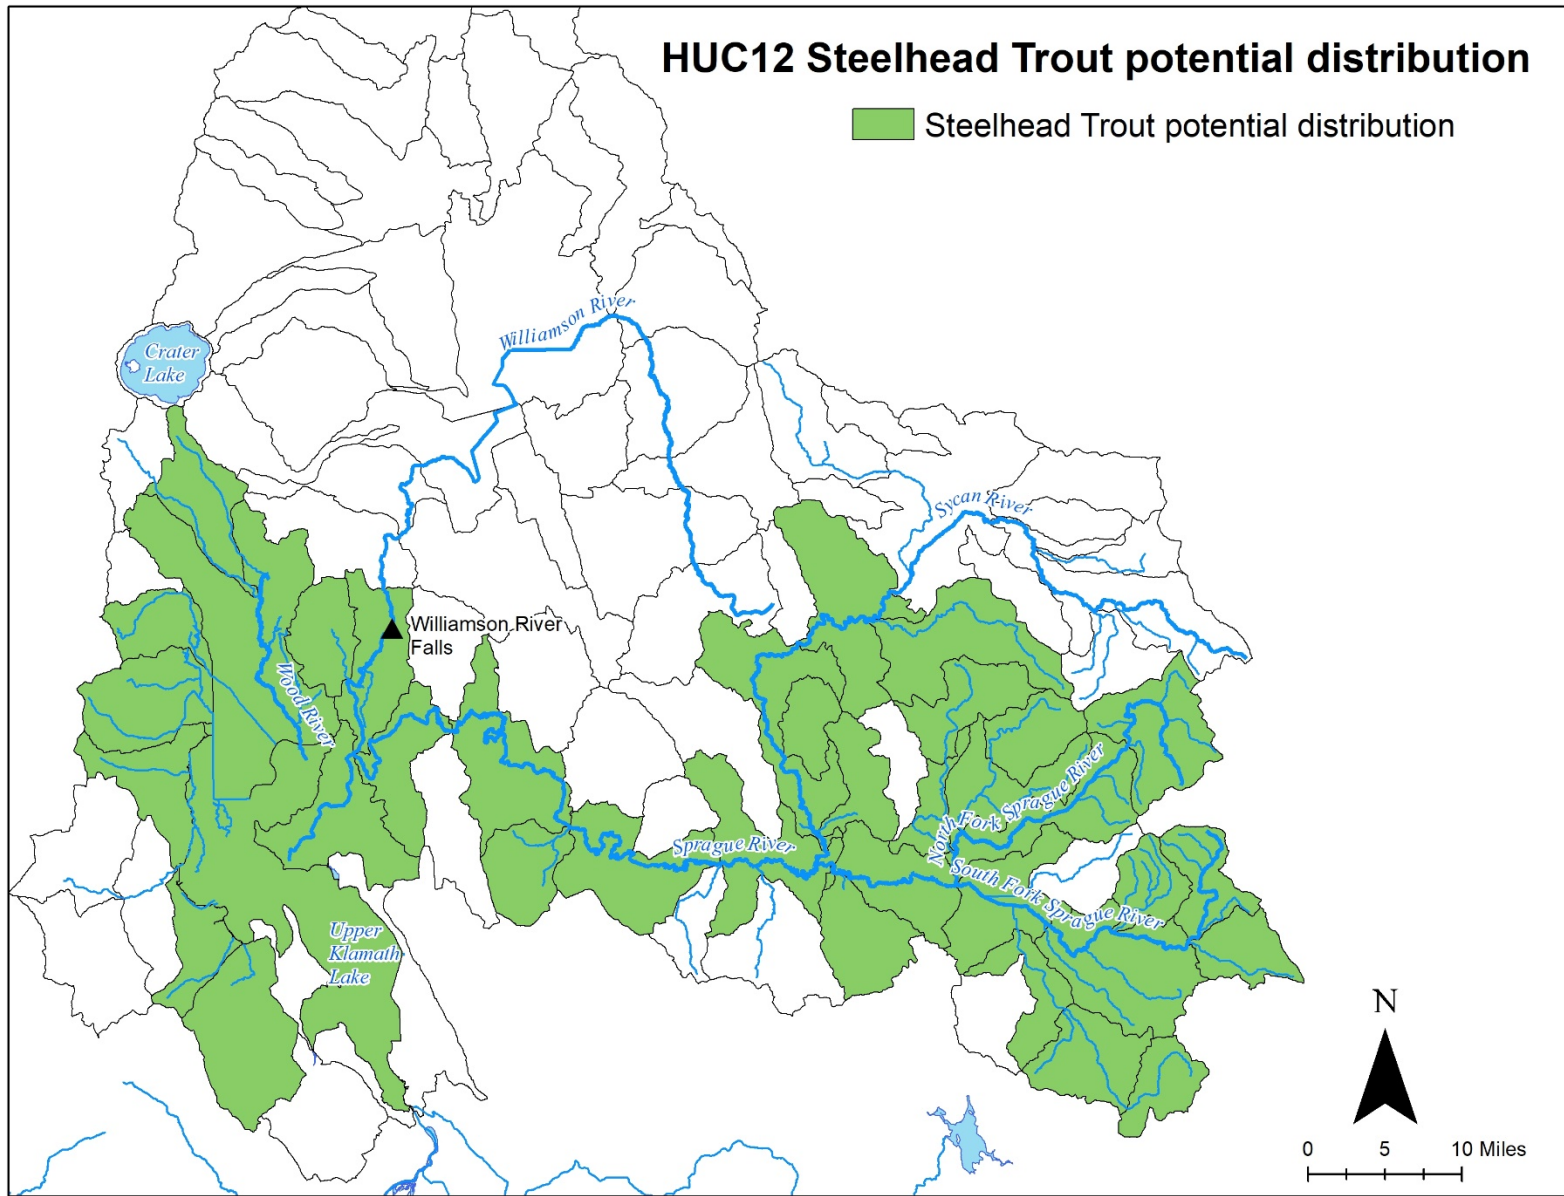 HUC12 Steelhead Trout potential distribution
Steelhead Trout potential distribution
Williamson River
Crater
Lake
Sycan River
Williamson River
Falls
Wood River
North Fork Sprague River
Sprague River
South Fork Sprague River
Upper
Klamath
Lake
N
0 5 10 Miles